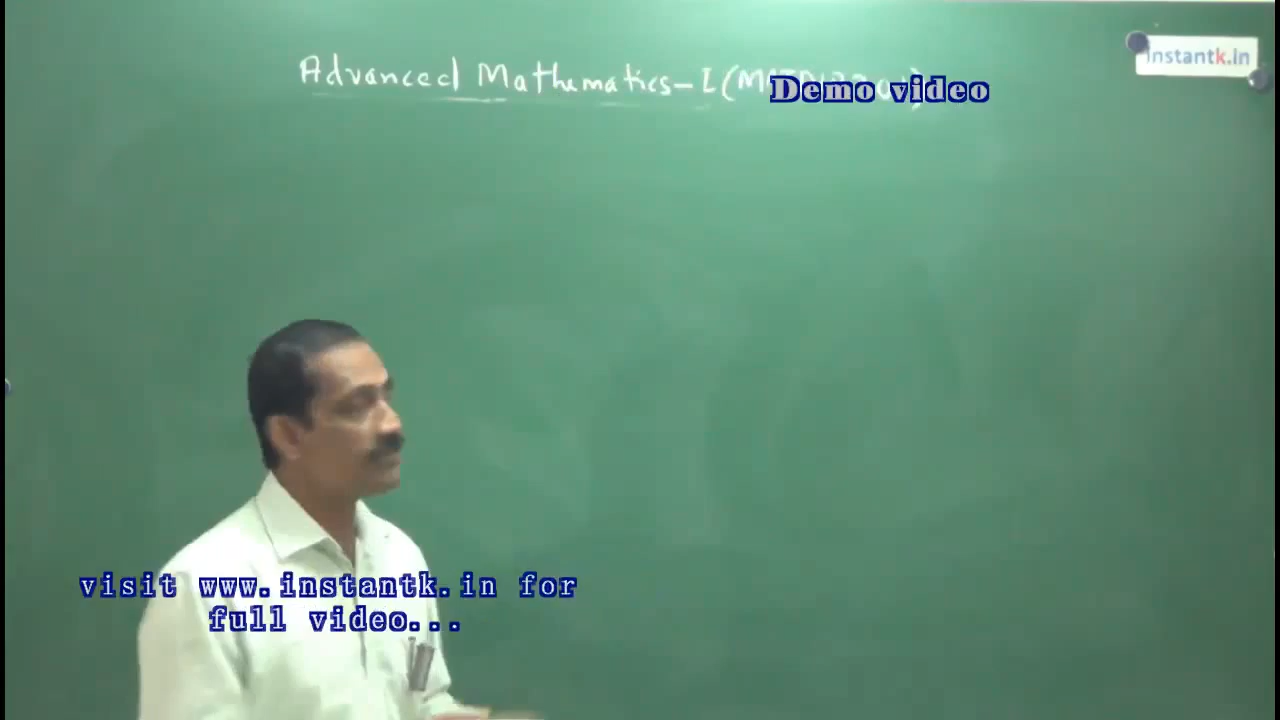 Advanced Mathematics-I
Demo video
instantk.in
visit www.instantk.in for
full video...